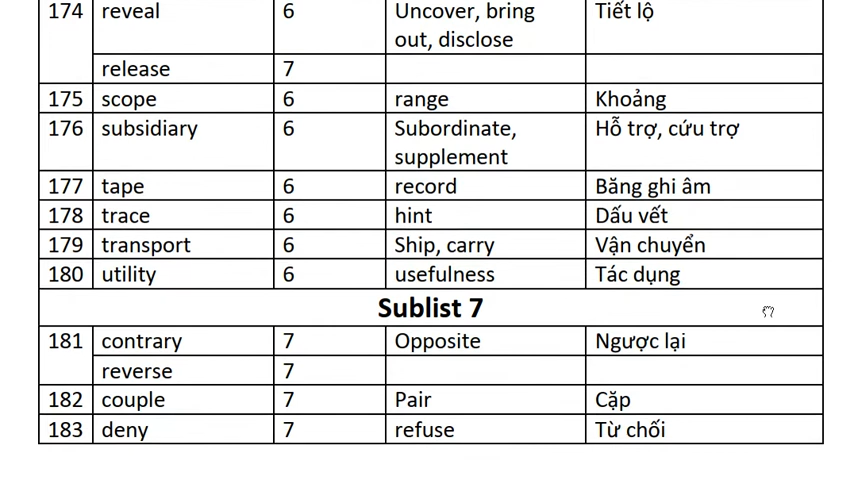 174 reveal 6 Uncover, bring Tiết lộ
out, disclose
release 7
175 scope 6 range Khoảng
176 subsidiary 6 Subordinate, Hỗ trợ, cứu trợ
supplement
177 tape 6 record Băng ghi âm
178 trace 6 hint Dấu vết
179 transport 6 Ship, carry Vận chuyển
180 utility 6 usefulness Tác dụng
Sublist 7
181 contrary 7 Opposite Ngược lại
reverse 7
182 couple 7 Pair Cặp
183 deny 7 refuse Từ chối